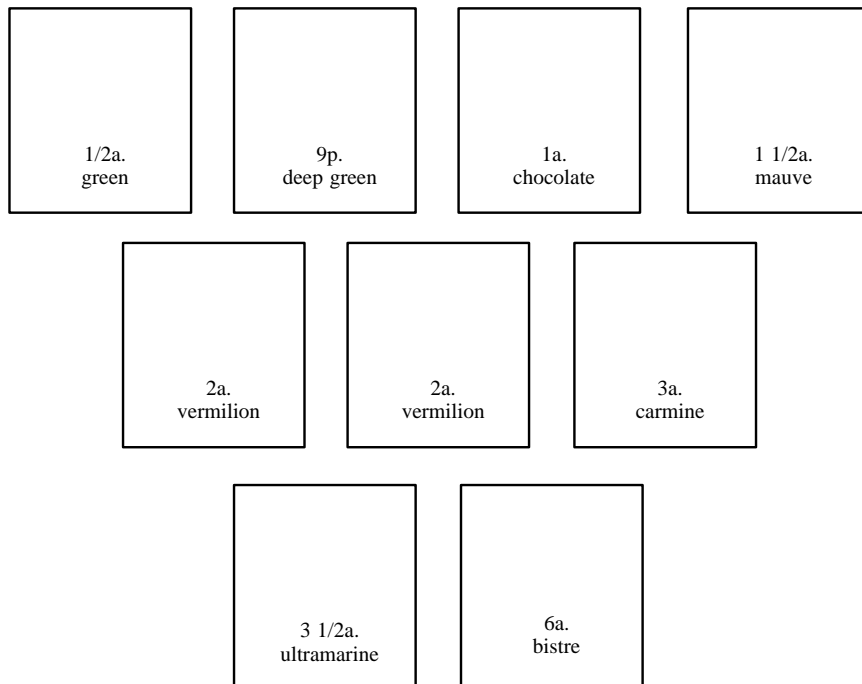 1/2a.
green
9p.
deep green
1a.
chocolate
1 1/2a.
mauve
2a.
vermilion
2a.
vermilion
3a.
carmine
3 1/2a.
ultramarine
6a.
bistre